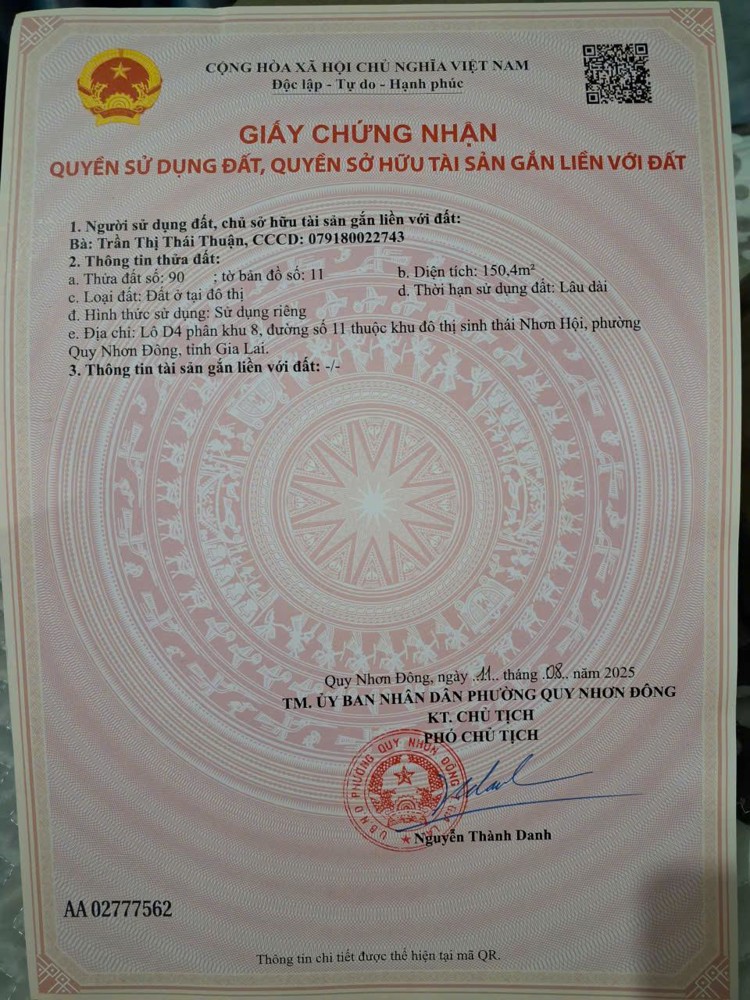 CỘNG HÒA XÃ HỘI CHỦ NGHĨA VIỆT NAM
Độc lập - Tự do - Hạnh phúc
GIẤY CHỨNG NHẬN
QUYỀN SỬ DỤNG ĐẤT, QUYỀN SỞ HỮU TÀI SẢN GẮN LIỀN VỚI ĐẤT
1. Người sử dụng đất, chủ sở hữu tài sản gắn liền với đất:
Bà: Trần Thị Thái Thuận, CCCD: 079180022743
2. Thông tin thửa đất:
a. Thửa đất số: 90 ; tờ bản đồ số: 11 b. Diện tích: 150,4m²
c. Loại đất: Đất ở tại đô thị d. Thời hạn sử dụng đất: Lâu dài
đ. Hình thức sử dụng: Sử dụng riêng
e. Địa chỉ: Lô D4 phân khu 8, đường số 11 thuộc khu đô thị sinh thái Nhơn Hội, phường
Quy Nhơn Đông, tỉnh Gia Lai.
3. Thông tin tài sản gắn liền với đất: -/-
Quy Nhơn Đông, ngày .11.. tháng .08.. năm 2025
TM. ỦY BAN NHÂN DÂN PHƯỜNG QUY NHƠN ĐÔNG
KT. CHỦ TỊCH
PHÓ CHỦ TỊCH
U.B.N.D PHƯỜNG QUY NHƠN ĐÔNG
Nguyễn Thành Danh
AA 02777562
Thông tin chi tiết được thể hiện tại mã QR.